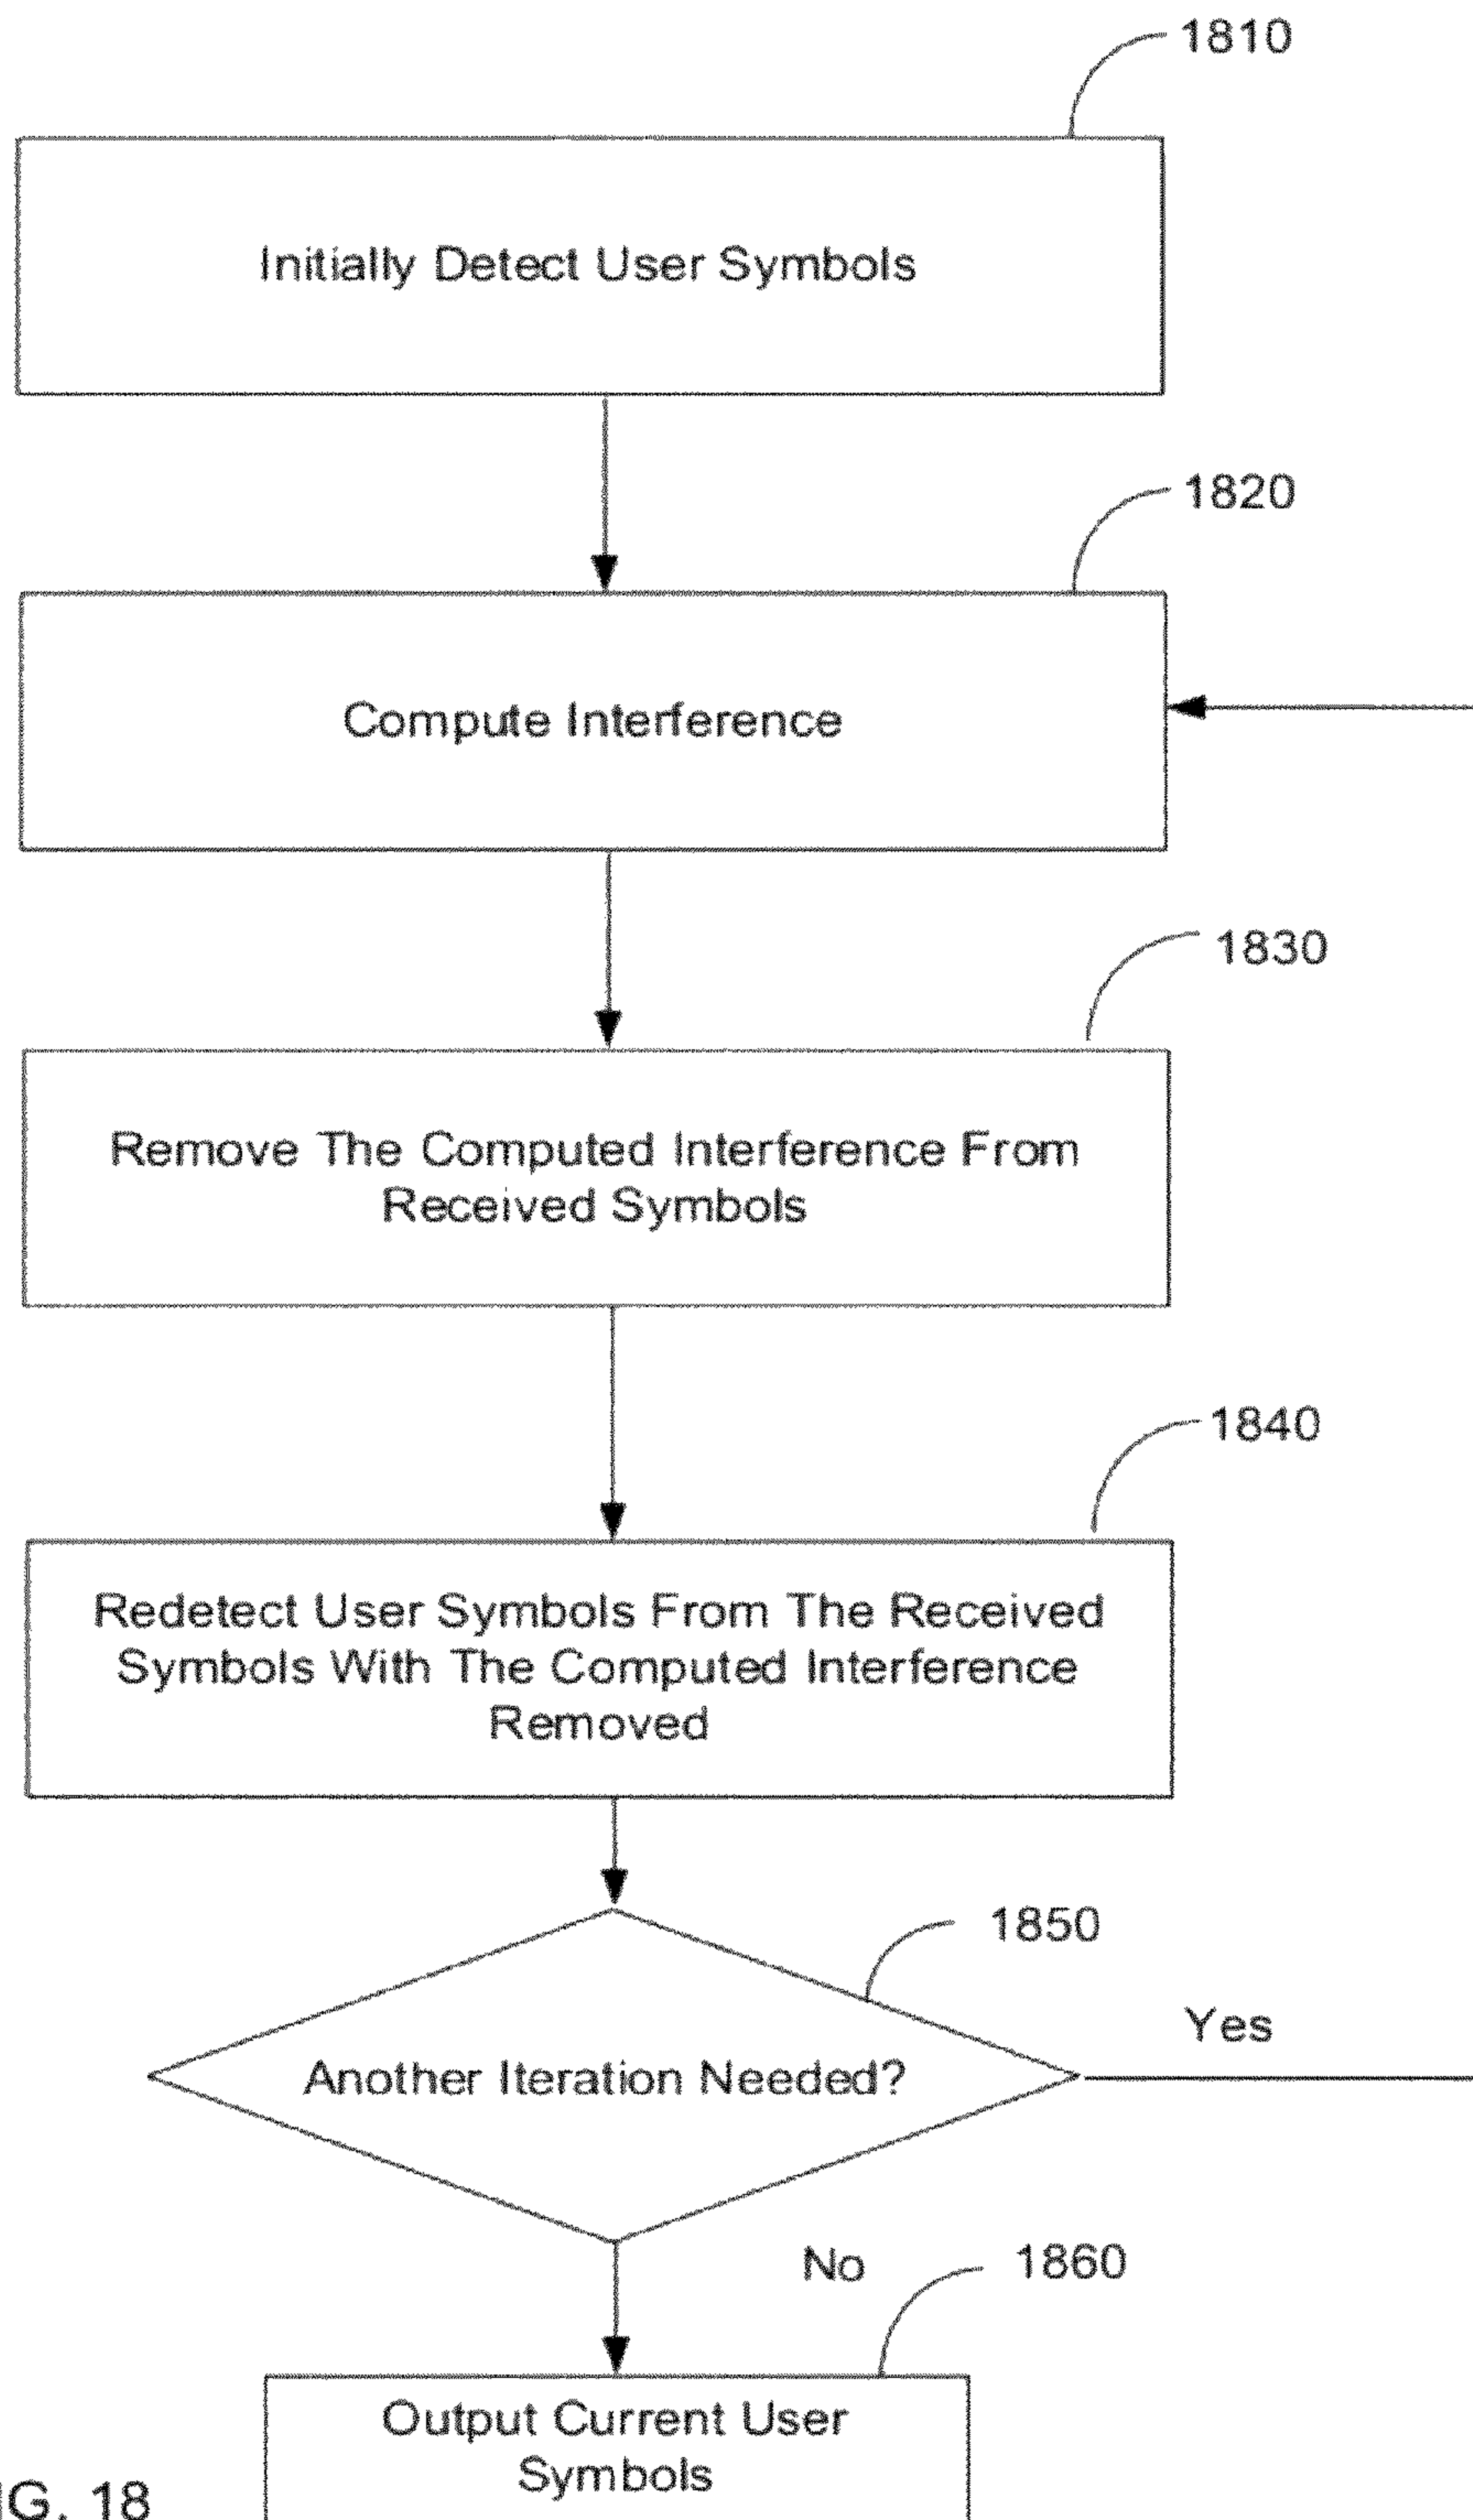 1810
Initially Detect User Symbols
1820
Compute Interference
1830
Remove The Computed Interference From
Received Symbols
1840
Redetect User Symbols From The Received
Symbols With The Computed Interference
Removed
1850
Another Iteration Needed?
Yes
No
1860
Output Current User
Symbols
IG. 18